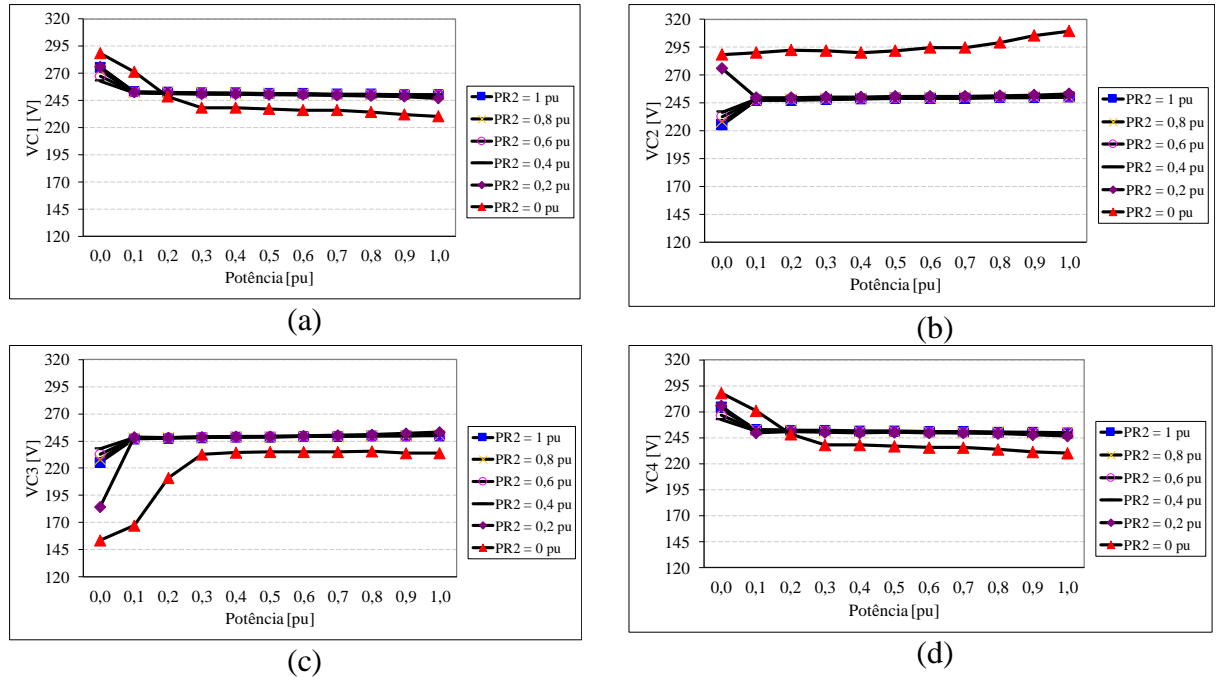 320
295
270
245
220
195
170
145
120
VC1 [V]
0,0 0,1 0,2 0,3 0,4 0,5 0,6 0,7 0,8 0,9 1,0
Potência [pu]
PR2 = 1 pu
PR2 = 0,8 pu
PR2 = 0,6 pu
PR2 = 0,4 pu
PR2 = 0,2 pu
PR2 = 0 pu
(a)
320
295
270
245
220
195
170
145
120
VC2 [V]
0,0 0,1 0,2 0,3 0,4 0,5 0,6 0,7 0,8 0,9 1,0
Potência [pu]
PR2 = 1 pu
PR2 = 0,8 pu
PR2 = 0,6 pu
PR2 = 0,4 pu
PR2 = 0,2 pu
PR2 = 0 pu
(b)
320
295
270
245
220
195
170
145
120
VC3 [V]
0,0 0,1 0,2 0,3 0,4 0,5 0,6 0,7 0,8 0,9 1,0
Potência [pu]
PR2 = 1 pu
PR2 = 0,8 pu
PR2 = 0,6 pu
PR2 = 0,4 pu
PR2 = 0,2 pu
PR2 = 0 pu
(c)
320
295
270
245
220
195
170
145
120
VC4 [V]
0,0 0,1 0,2 0,3 0,4 0,5 0,6 0,7 0,8 0,9 1,0
Potência [pu]
PR2 = 1 pu
PR2 = 0,8 pu
PR2 = 0,6 pu
PR2 = 0,4 pu
PR2 = 0,2 pu
PR2 = 0 pu
(d)